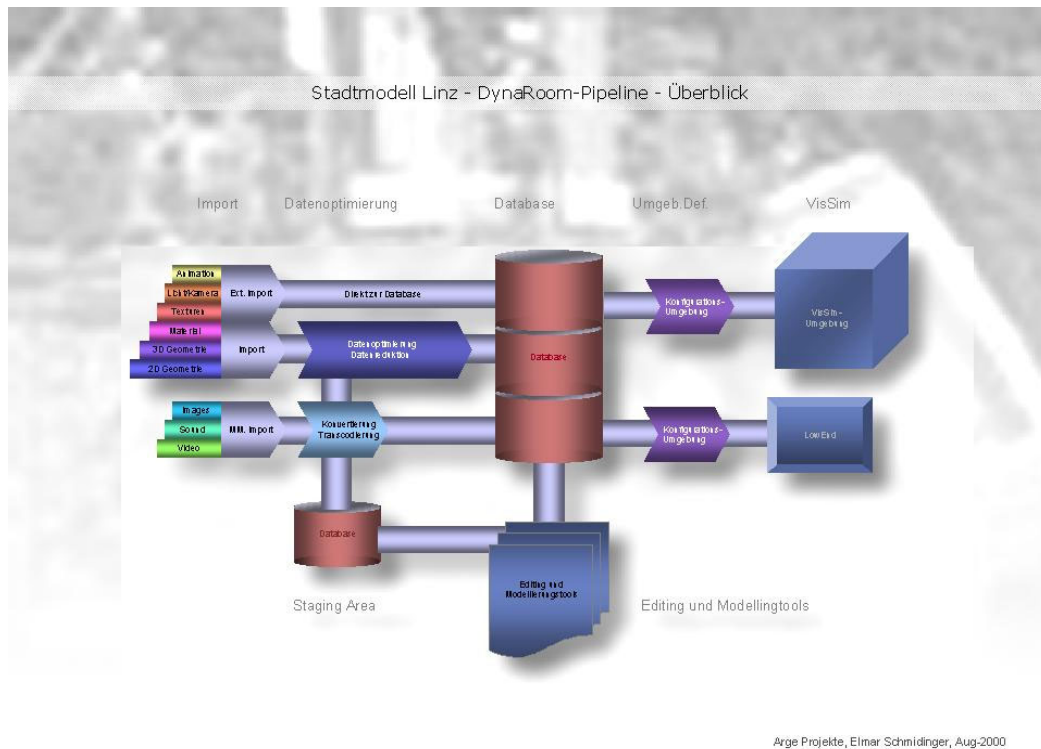 Stadtmodell Linz - DynaRoom-Pipeline - Überblick
Import
Datenoptimierung
Database
Umgeb.Def.
VisSim
Animation
Licht/Kamera
Texturen
Ext. Import
Direkt zur Database
Material
3D Geometrie
2D Geometrie
Import
Datenoptimierung
Datenreduktion
Database
Konfigurations-
Umgebung
VisSim-
Umgebung
Images
Sound
Video
MM. Import
Konvertierung
Transcodierung
Konfigurations-
Umgebung
LowEnd
Database
Editing und
Modellierungstools
Staging Area
Editing und Modellingtools
Arge Projekte, Elmar Schmidinger, Aug-2000